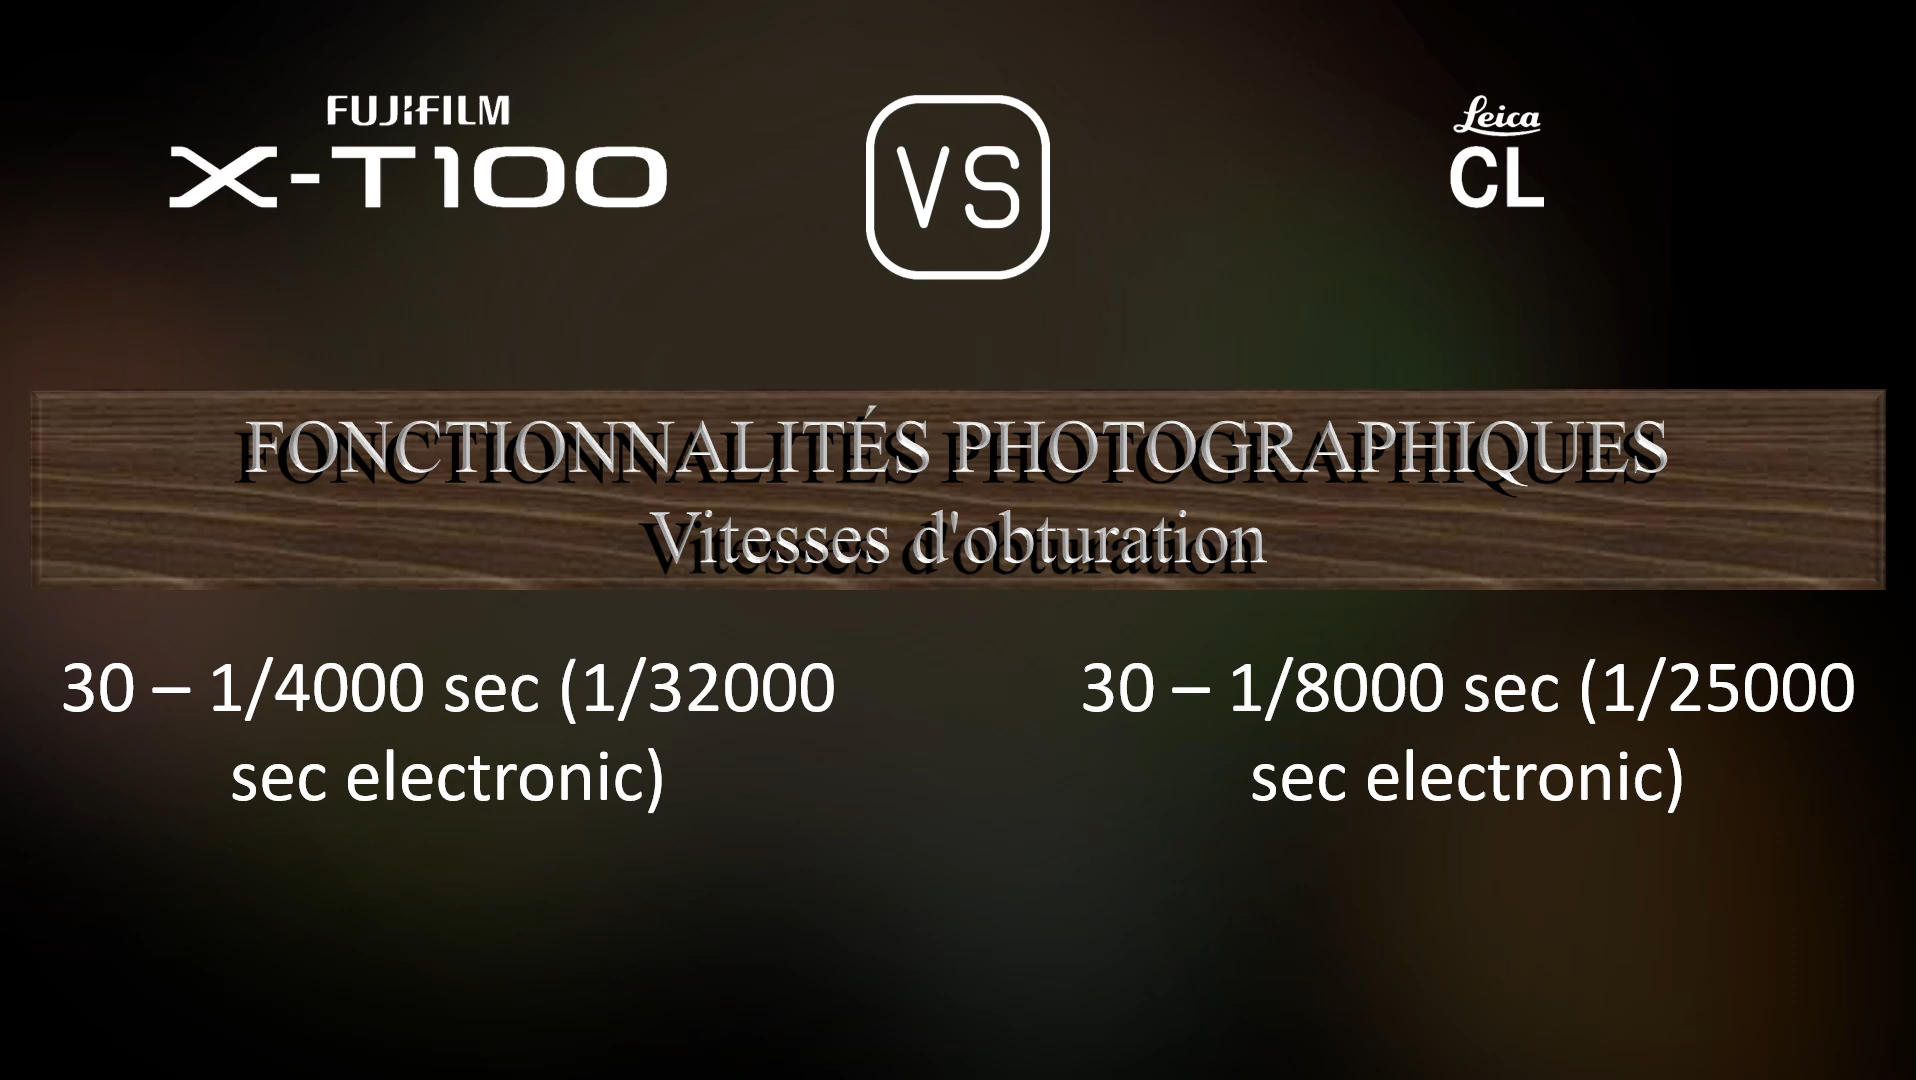 FUJIFILM
X-T100
VS
Leica
CL
FONCTIONNALITÉS PHOTOGRAPHIQUES
Vitesses d'obturation
30 – 1/4000 sec (1/32000
sec electronic)
30 – 1/8000 sec (1/25000
sec electronic)